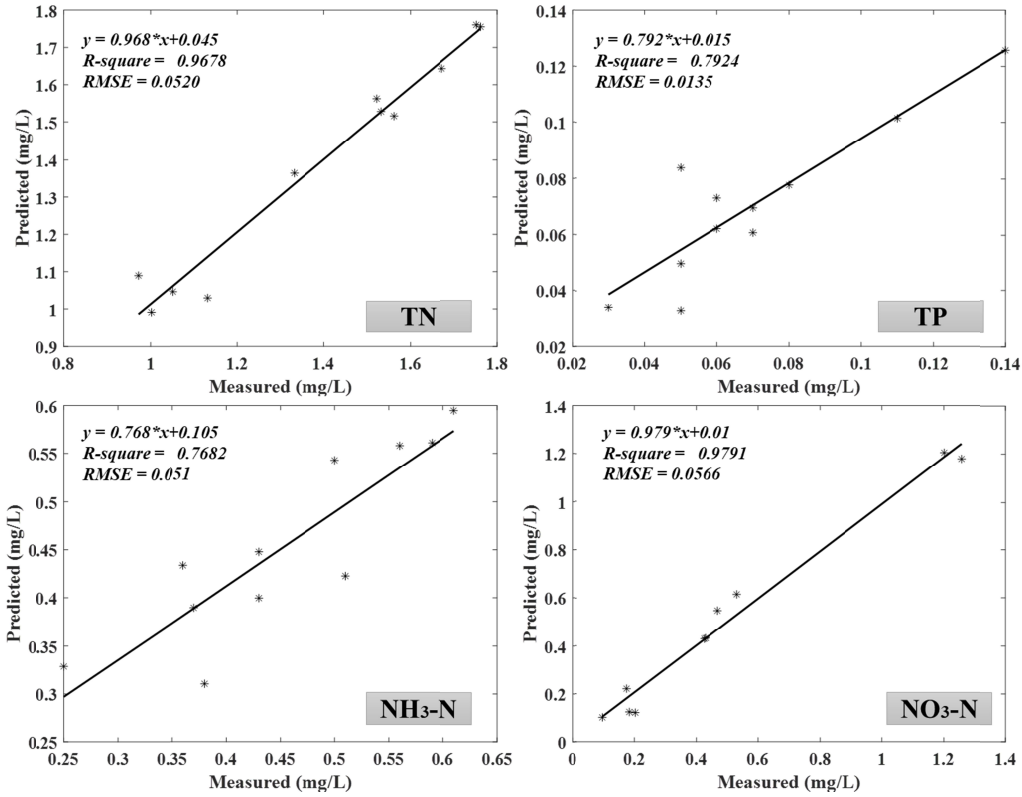 1.8
1.7
1.6
1.5
1.4
1.3
1.2
1.1
1
0.9
Predicted (mg/L)
y = 0.968*x+0.045
R-square = 0.9678
RMSE = 0.0520
TN
0.8
1
1.2
1.4
1.6
1.8
Measured (mg/L)
0.14
0.12
0.1
0.08
0.06
0.04
0.02
Predicted (mg/L)
y = 0.792*x+0.015
R-square = 0.7924
RMSE = 0.0135
TP
0.02
0.04
0.06
0.08
0.1
0.12
0.14
Measured (mg/L)
0.6
0.55
0.5
0.45
0.4
0.35
0.3
0.25
Predicted (mg/L)
y = 0.768*x+0.105
R-square = 0.7682
RMSE = 0.051
NH3-N
0.25
0.3
0.35
0.4
0.45
0.5
0.55
0.6
0.65
Measured (mg/L)
1.4
1.2
1
0.8
0.6
0.4
0.2
0
Predicted (mg/L)
y = 0.979*x+0.01
R-square = 0.9791
RMSE = 0.0566
NO3-N
0
0.2
0.4
0.6
0.8
1
1.2
1.4
Measured (mg/L)